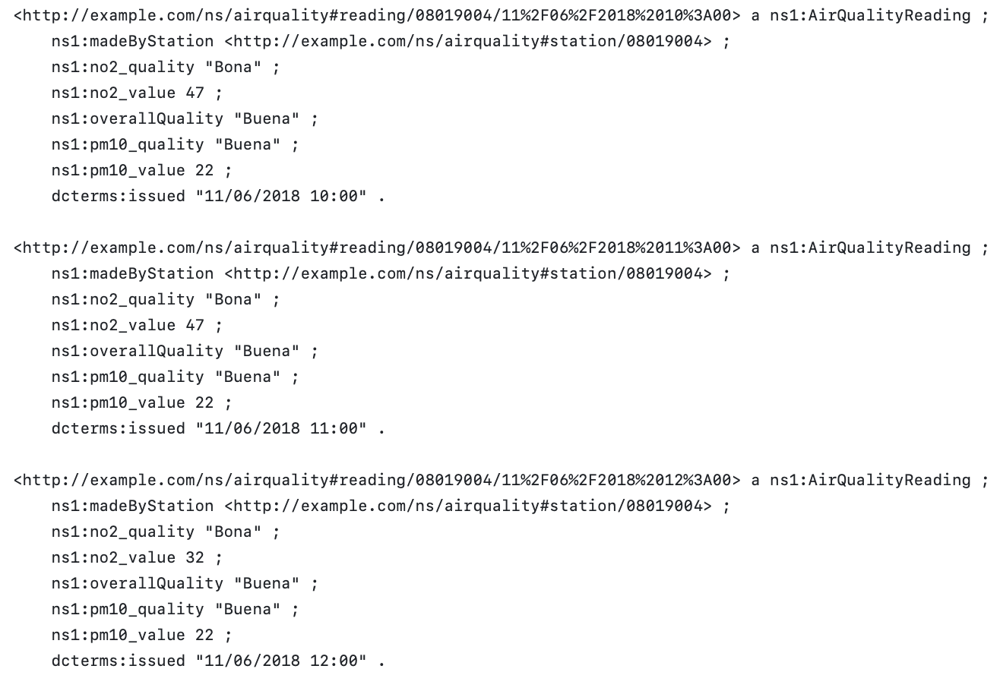 <http://example.com/ns/airquality#reading/08019004/11%2F06%2F2018%2010%3A00> a ns1:AirQualityReading ;
    ns1:madeByStation <http://example.com/ns/airquality#station/08019004> ;
    ns1:no2_quality "Bona" ;
    ns1:no2_value 47 ;
    ns1:overallQuality "Buena" ;
    ns1:pm10_quality "Buena" ;
    ns1:pm10_value 22 ;
    dcterms:issued "11/06/2018 10:00" .

<http://example.com/ns/airquality#reading/08019004/11%2F06%2F2018%2011%3A00> a ns1:AirQualityReading ;
    ns1:madeByStation <http://example.com/ns/airquality#station/08019004> ;
    ns1:no2_quality "Bona" ;
    ns1:no2_value 47 ;
    ns1:overallQuality "Buena" ;
    ns1:pm10_quality "Buena" ;
    ns1:pm10_value 22 ;
    dcterms:issued "11/06/2018 11:00" .

<http://example.com/ns/airquality#reading/08019004/11%2F06%2F2018%2012%3A00> a ns1:AirQualityReading ;
    ns1:madeByStation <http://example.com/ns/airquality#station/08019004> ;
    ns1:no2_quality "Bona" ;
    ns1:no2_value 32 ;
    ns1:overallQuality "Buena" ;
    ns1:pm10_quality "Buena" ;
    ns1:pm10_value 22 ;
    dcterms:issued "11/06/2018 12:00" .